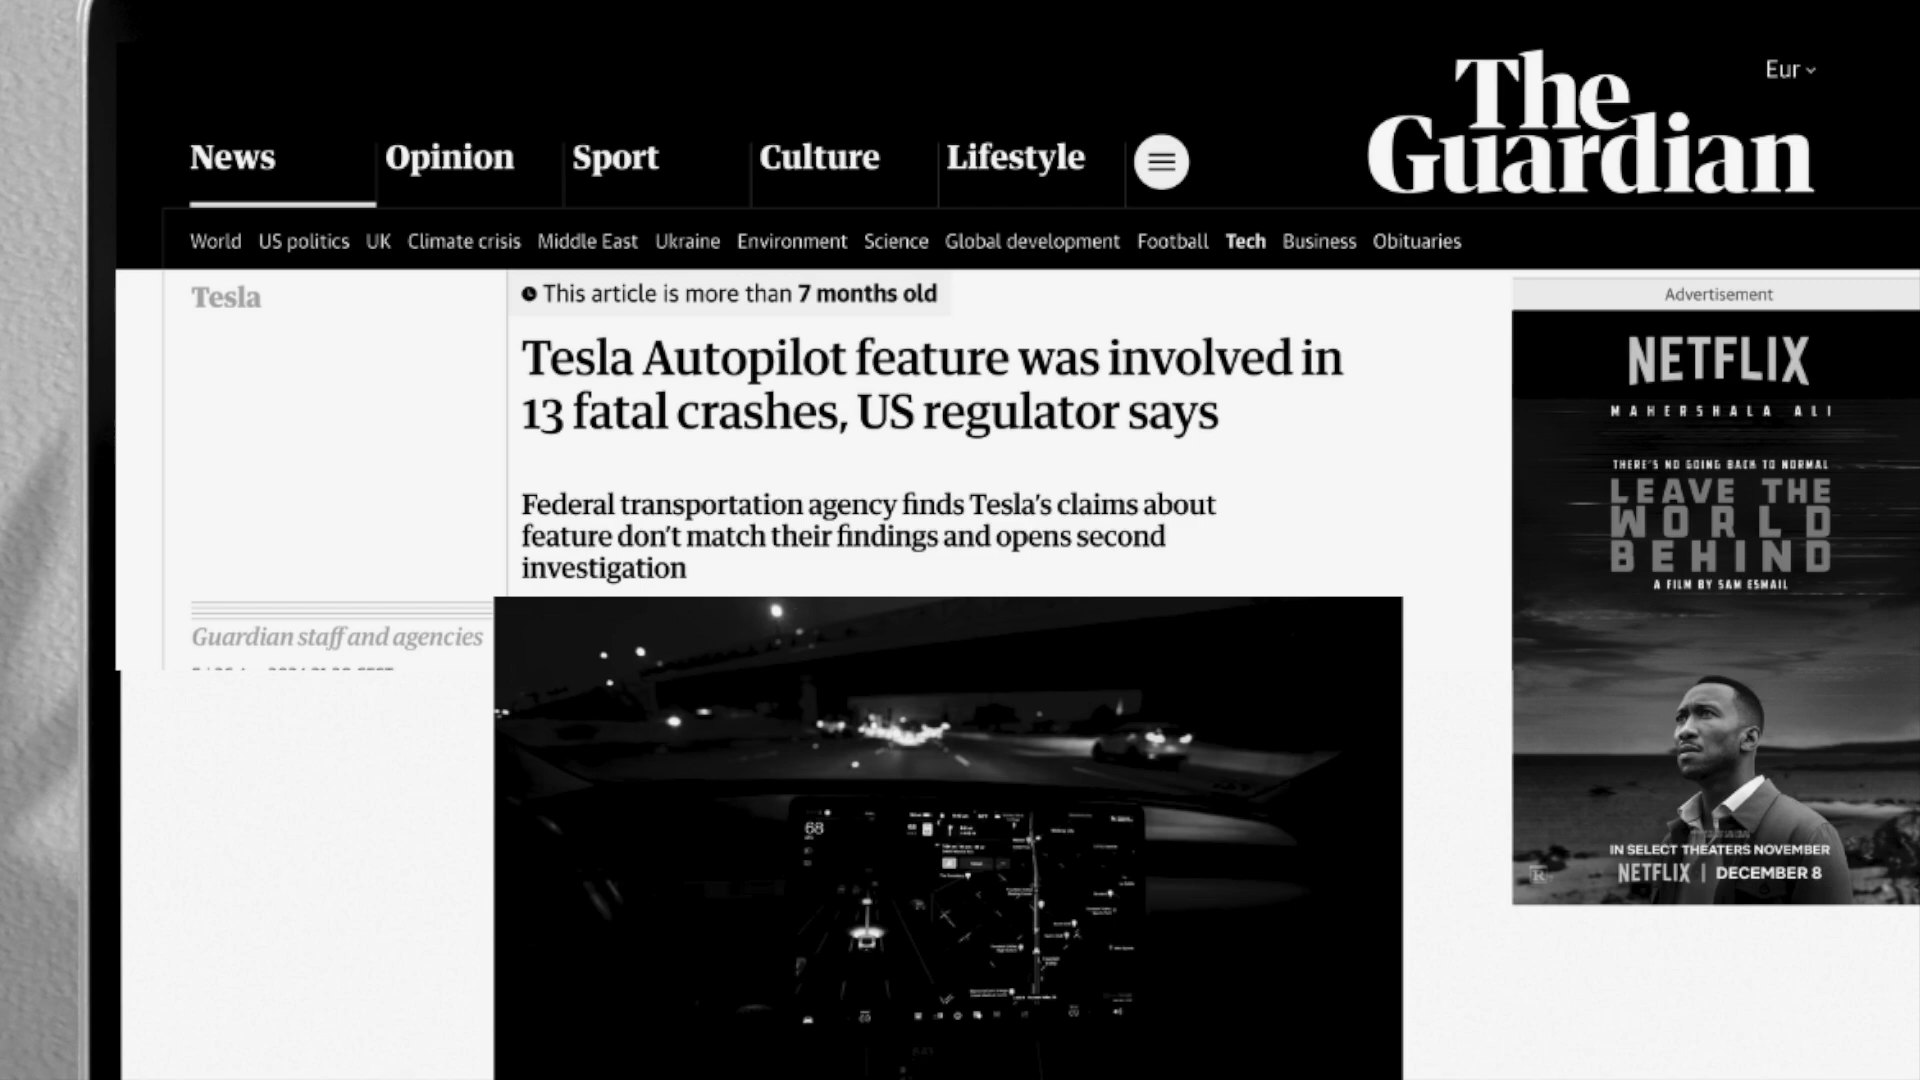 The
Guardian
Eur
News
Opinion
Sport
Culture
Lifestyle
World US politics UK Climate crisis Middle East Ukraine Environment Science Global development Football Tech Business Obituaries
Tesla
This article is more than 7 months old
Tesla Autopilot feature was involved in
13 fatal crashes, US regulator says
Federal transportation agency finds Tesla's claims about
feature don't match their findings and opens second
investigation
Guardian staff and agencies
68
Advertisement
NETFLIX
MAHERSHALA ALI
THERE'S NO GOING BACK TO NORMAL
LEAVE THE
WORLD
BEHIND
A FILM BY SAM ESMAIL
IN SELECT THEATERS NOVEMBER
NETFLIX | DECEMBER 8
R